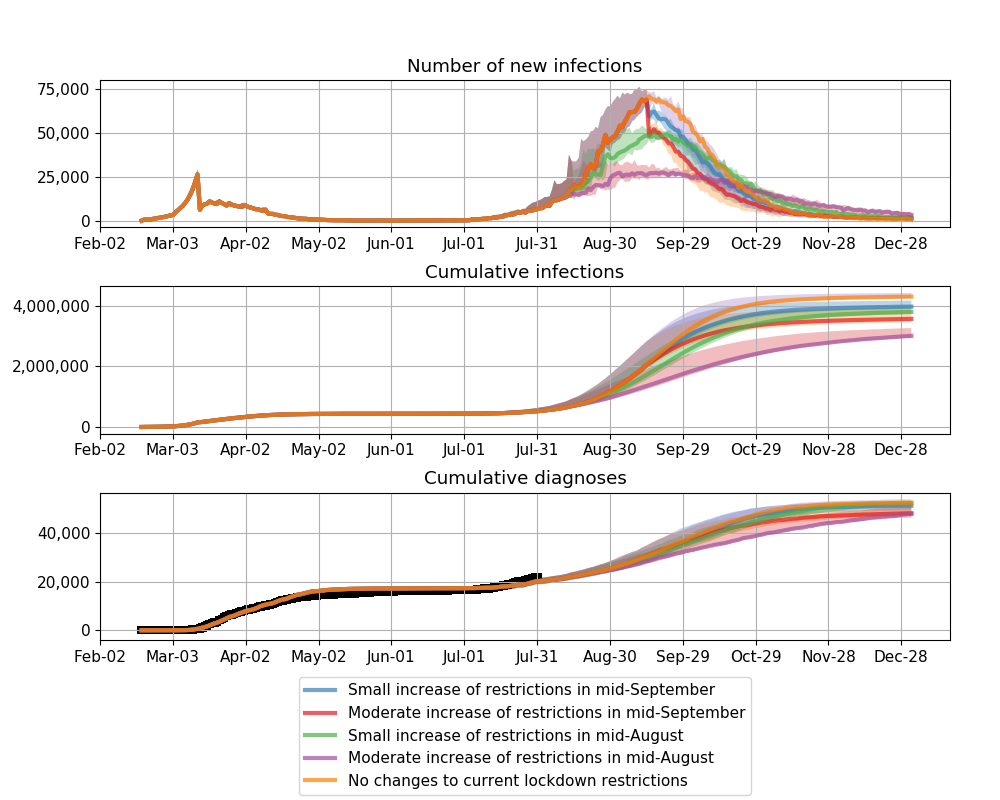 Number of new infections
75,000
50,000
25,000
0
Feb-02 Mar-03 Apr-02 May-02 Jun-01 Jul-01 Jul-31 Aug-30 Sep-29 Oct-29 Nov-28 Dec-28
Cumulative infections
4,000,000
2,000,000
0
Feb-02 Mar-03 Apr-02 May-02 Jun-01 Jul-01 Jul-31 Aug-30 Sep-29 Oct-29 Nov-28 Dec-28
Cumulative diagnoses
40,000
20,000
0
Feb-02 Mar-03 Apr-02 May-02 Jun-01 Jul-01 Jul-31 Aug-30 Sep-29 Oct-29 Nov-28 Dec-28
Small increase of restrictions in mid-September
Moderate increase of restrictions in mid-September
Small increase of restrictions in mid-August
Moderate increase of restrictions in mid-August
No changes to current lockdown restrictions